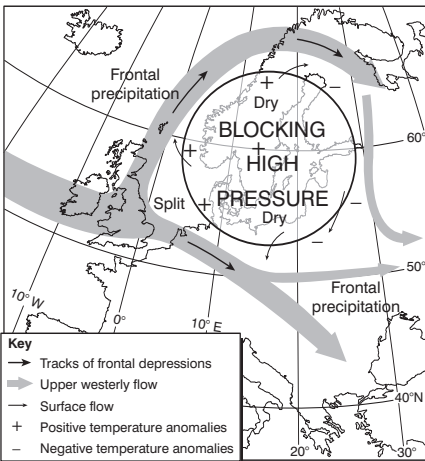 Frontal
precipitation
+
Dry
–
BLOCKING
60°
+
+
HIGH
Split
+
PRESSURE
–
Dry
–
50°
Frontal
precipitation
10° W
0°
10° E
Key
Tracks of frontal depressions
Upper westerly flow
Surface flow
+ Positive temperature anomalies
– Negative temperature anomalies
40°N
20°
30°